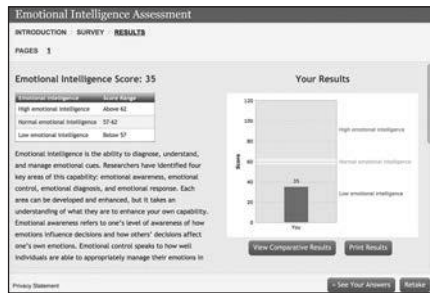 Emotional Intelligence Assessment
INTRODUCTION SURVEY RESULTS
PAGES 1
Emotional Intelligence Score: 35
Emotional Intelligence Score Range
High emotional intelligence Above 62
Normal emotional intelligence 57-62
Low emotional intelligence Below 57
Emotional intelligence is the ability to diagnose, understand,
and manage emotional cues. Researchers have identified four
key areas of this capability: emotional awareness, emotional
control, emotional diagnosis, and emotional response. Each
area can be developed and enhanced, but it takes an
understanding of what they are to enhance your own capability.
Emotional awareness refers to one's level of awareness of how
emotions influence decisions and how others' decisions affect
one's own emotions. Emotional control speaks to how well
individuals are able to appropriately manage their emotions in
Your Results
120
100
80
60
40
20
0
Score
35
You
High emotional intelligence
Normal emotional intelligence
Low emotional intelligence
View Comparative Results
Print Results
Privacy Statement
« See Your Answers
Retake